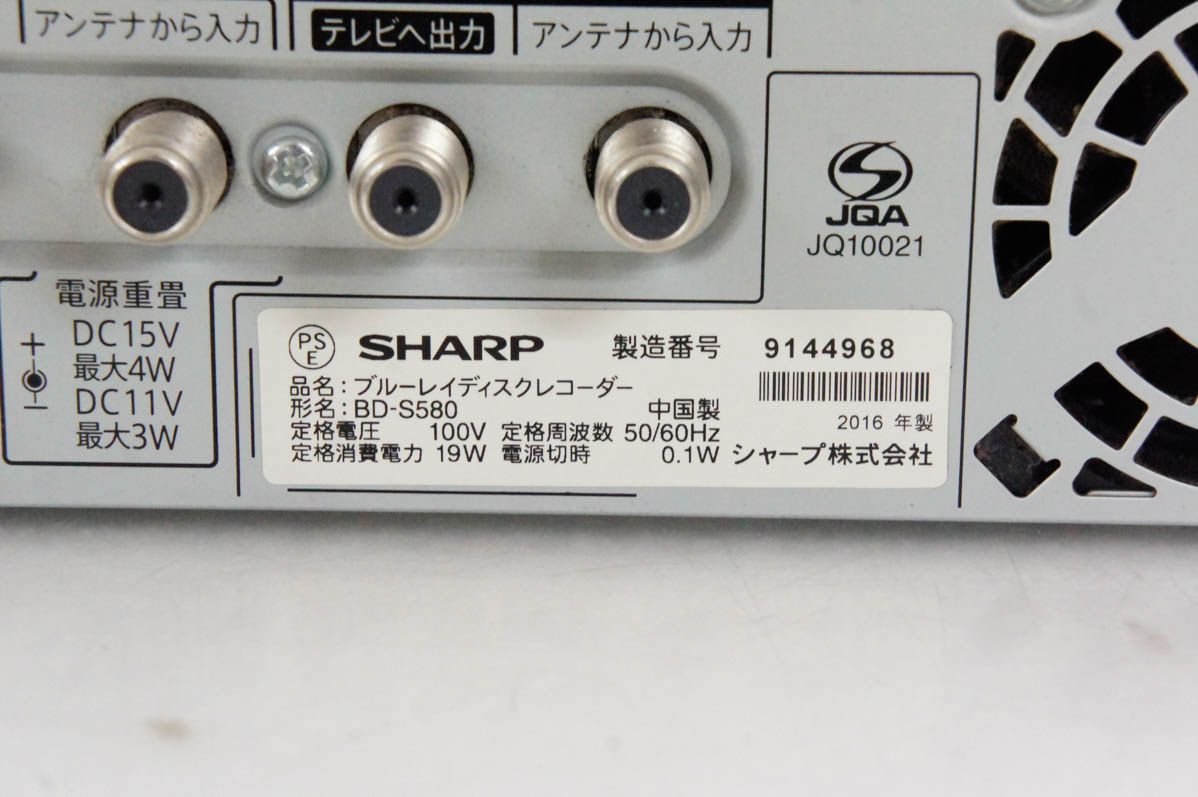 アンテナから入力
テレビへ出力
アンテナから入力
JQA
JQ10021
電源重畳
+
DC15V
最大4W
−
DC11V
最大3W
PS
E
SHARP
製造番号 9144968
品名:ブルーレイディスクレコーダー
形名:BD-S580 中国製
2016 年製
定格電圧 100V 定格周波数 50/60Hz
定格消費電力 19W 電源切時 0.1W シャープ株式会社